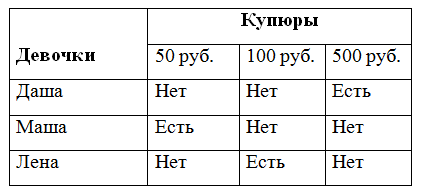 Купюры
Девочки 50 руб. 100 руб. 500 руб.
Даша Нет Нет Есть
Маша Есть Нет Нет
Лена Нет Есть Нет